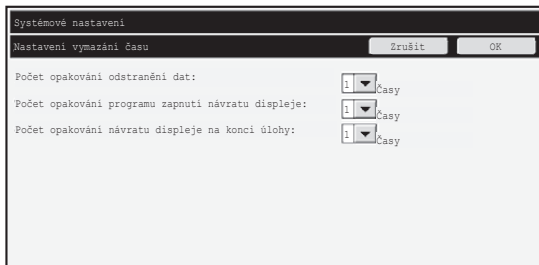 Systémové nastavení
Nastavení vymazání času Zrušit OK
Počet opakování odstranění dat: 1 Časy
Počet opakování programu zapnutí návratu displeje: 1 Časy
Počet opakování návratu displeje na konci úlohy: 1 Časy